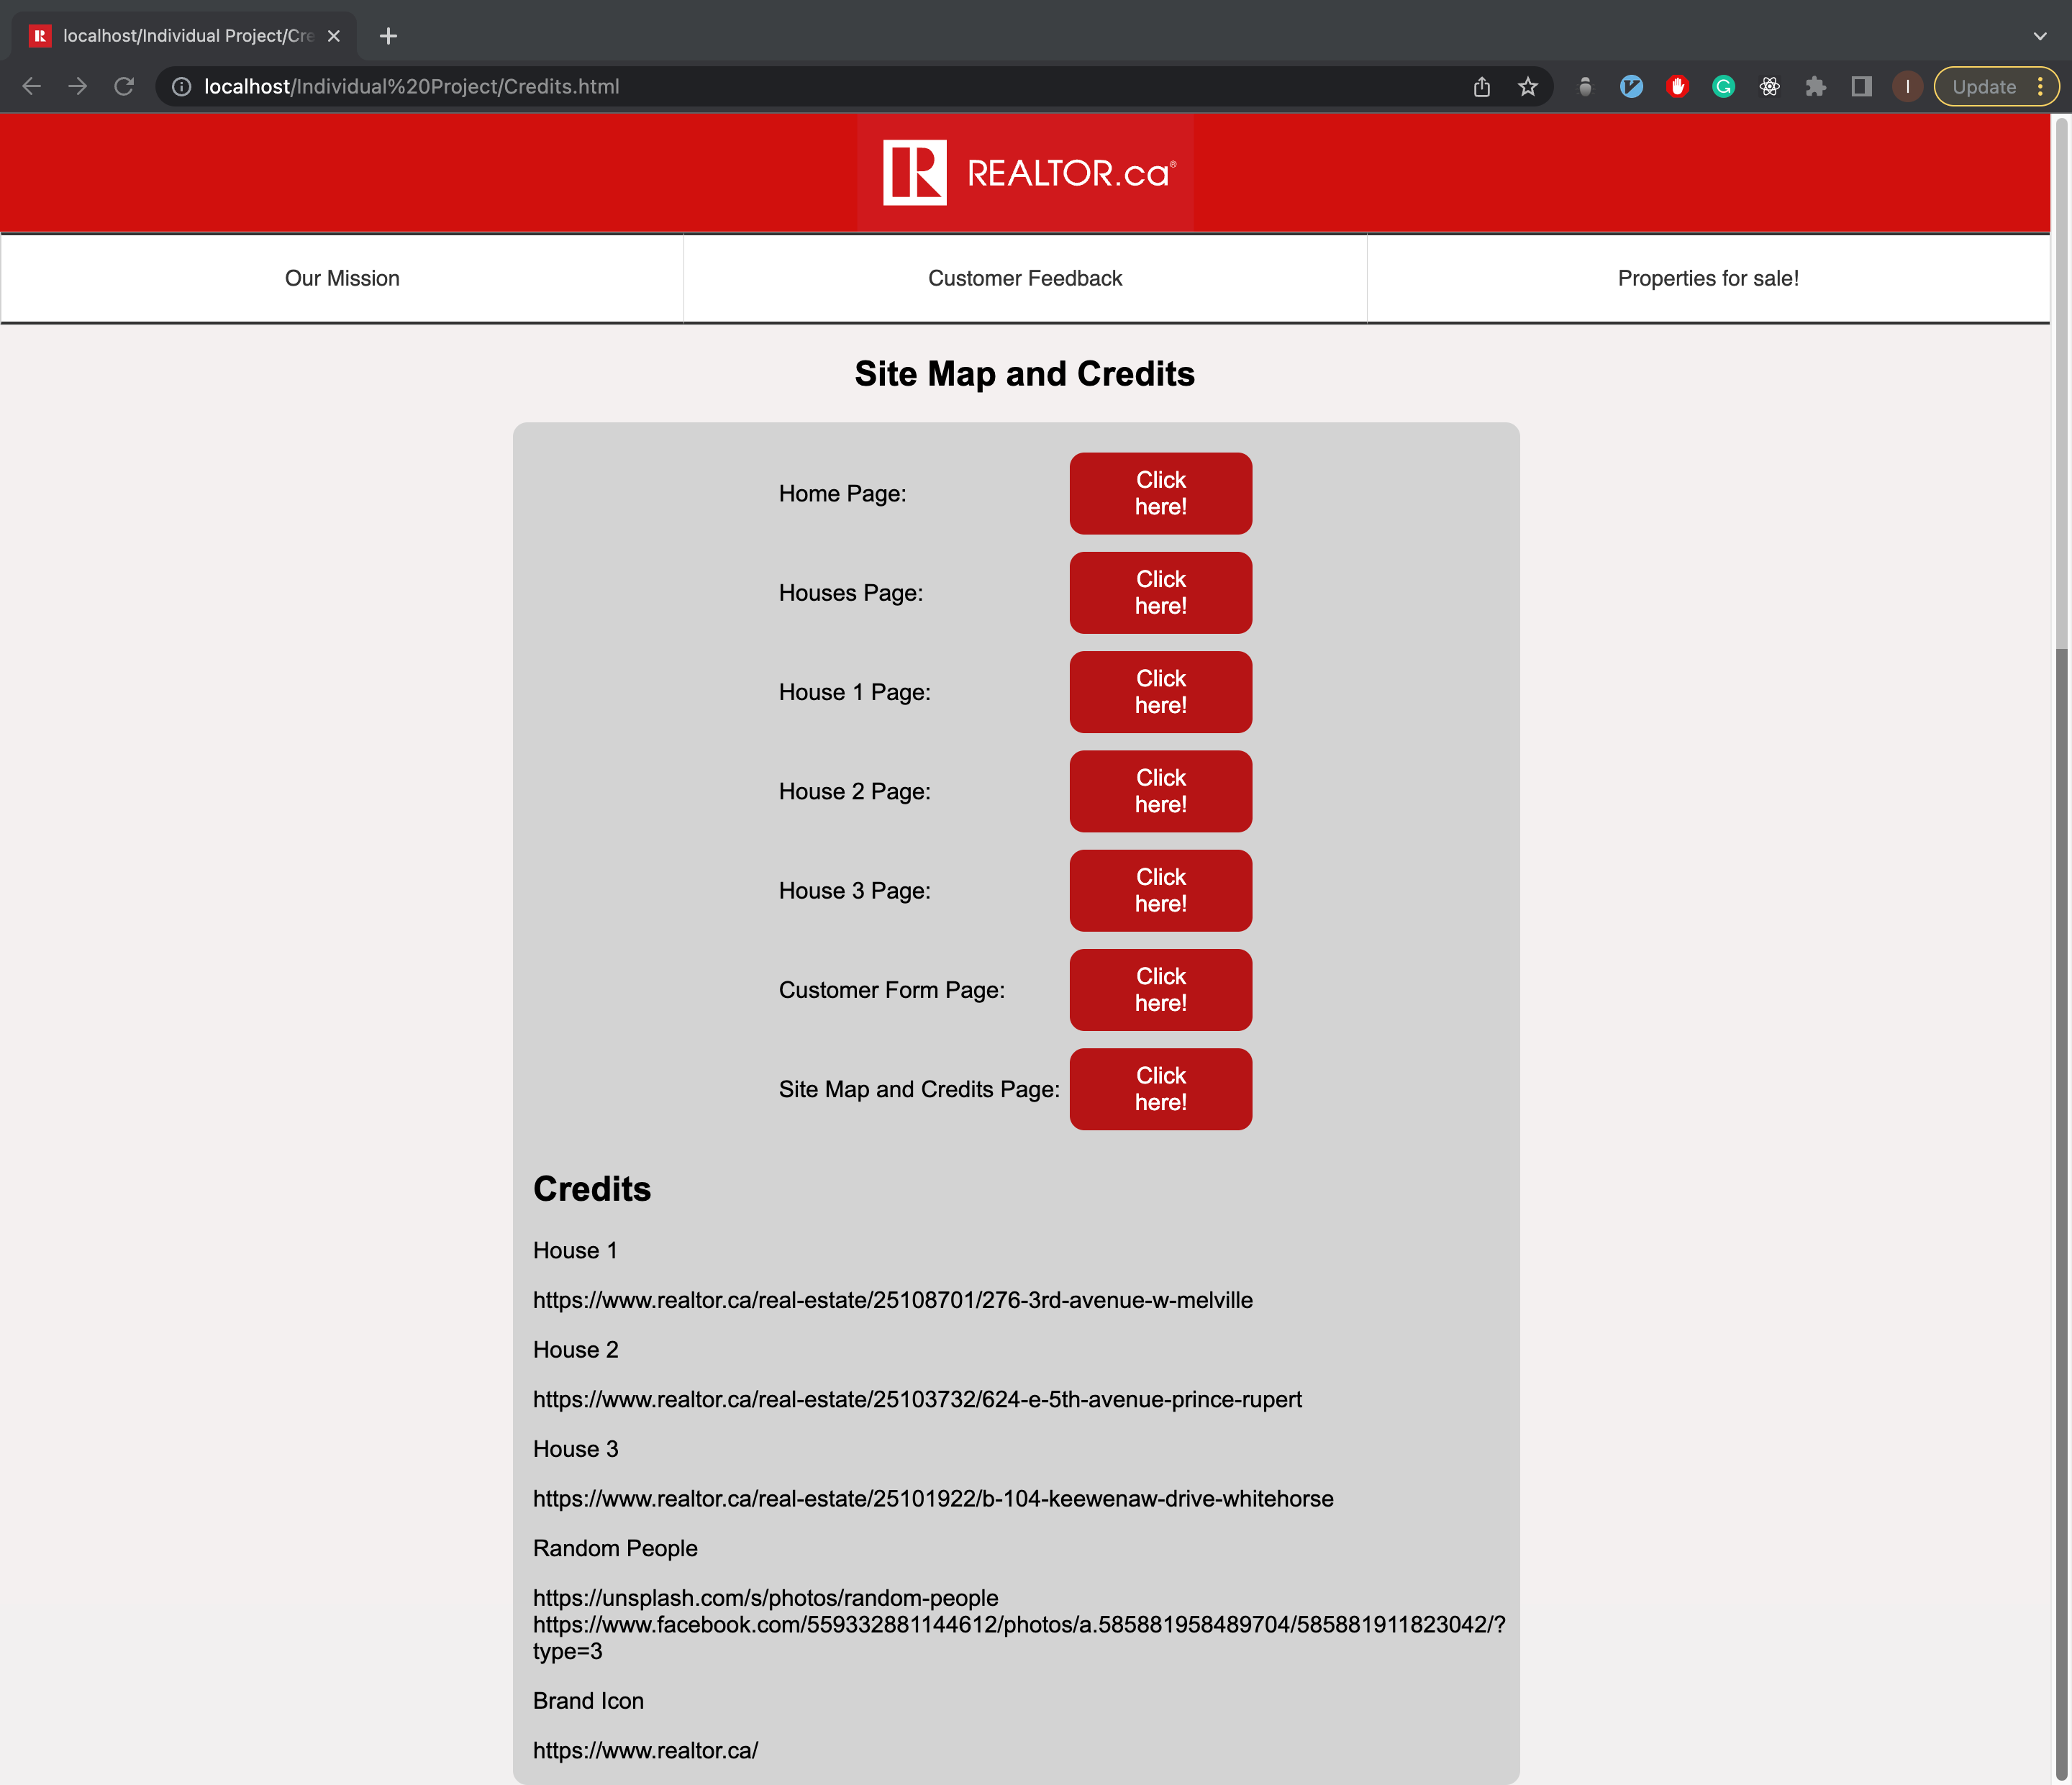 localhost/Individual Project/Cre
localhost/Individual%20Project/Credits.html
I
Update
R REALTOR.ca®
Our Mission
Customer Feedback
Properties for sale!
Site Map and Credits
Home Page:
Click
here!
Houses Page:
Click
here!
House 1 Page:
Click
here!
House 2 Page:
Click
here!
House 3 Page:
Click
here!
Customer Form Page:
Click
here!
Site Map and Credits Page:
Click
here!
Credits
House 1
https://www.realtor.ca/real-estate/25108701/276-3rd-avenue-w-melville
House 2
https://www.realtor.ca/real-estate/25103732/624-e-5th-avenue-prince-rupert
House 3
https://www.realtor.ca/real-estate/25101922/b-104-keewenaw-drive-whitehorse
Random People
https://unsplash.com/s/photos/random-people
https://www.facebook.com/559332881144612/photos/a.585881958489704/585881911823042/?
type=3
Brand Icon
https://www.realtor.ca/